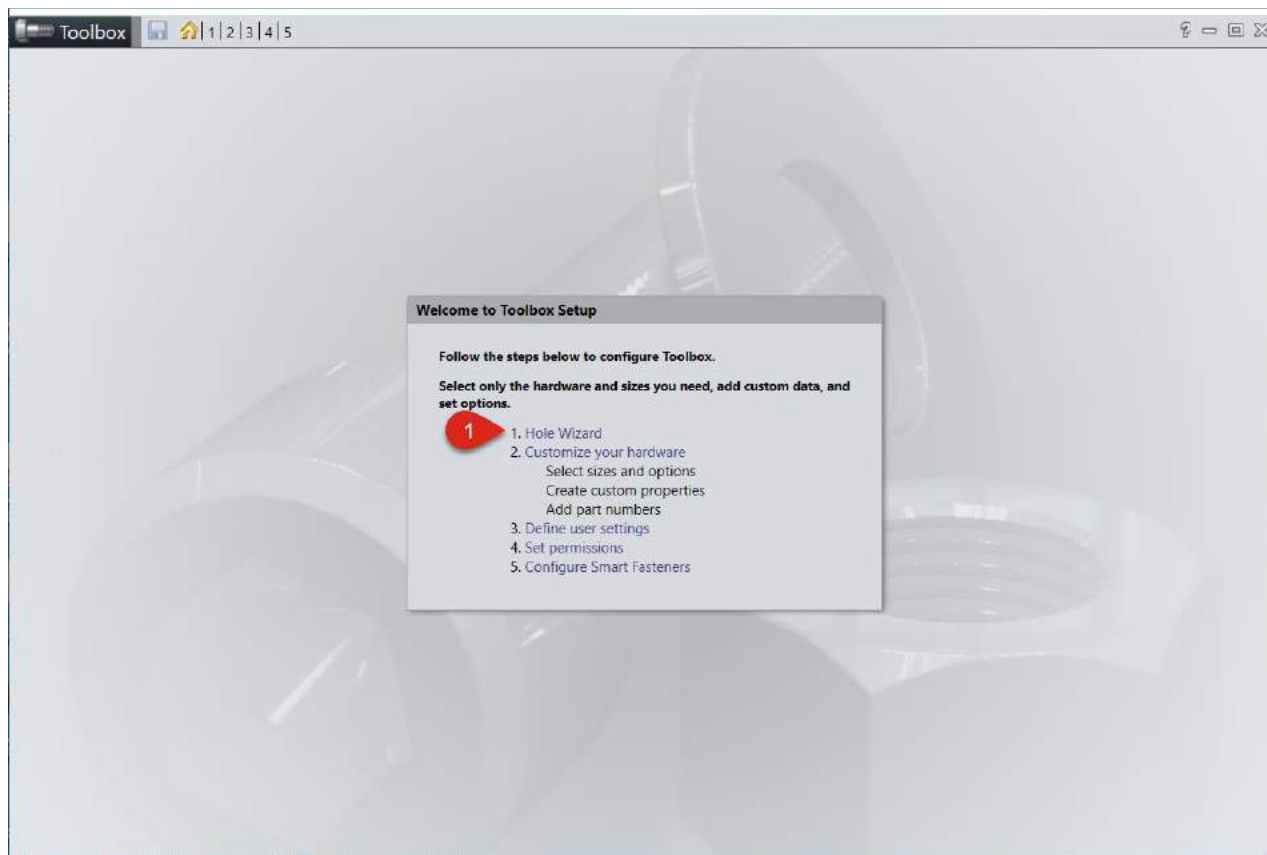 Toolbox 1 2 3 4 5
Welcome to Toolbox Setup
Follow the steps below to configure Toolbox.
Select only the hardware and sizes you need, add custom data, and
set options.
1 1. Hole Wizard
2. Customize your hardware
Select sizes and options
Create custom properties
Add part numbers
3. Define user settings
4. Set permissions
5. Configure Smart Fasteners